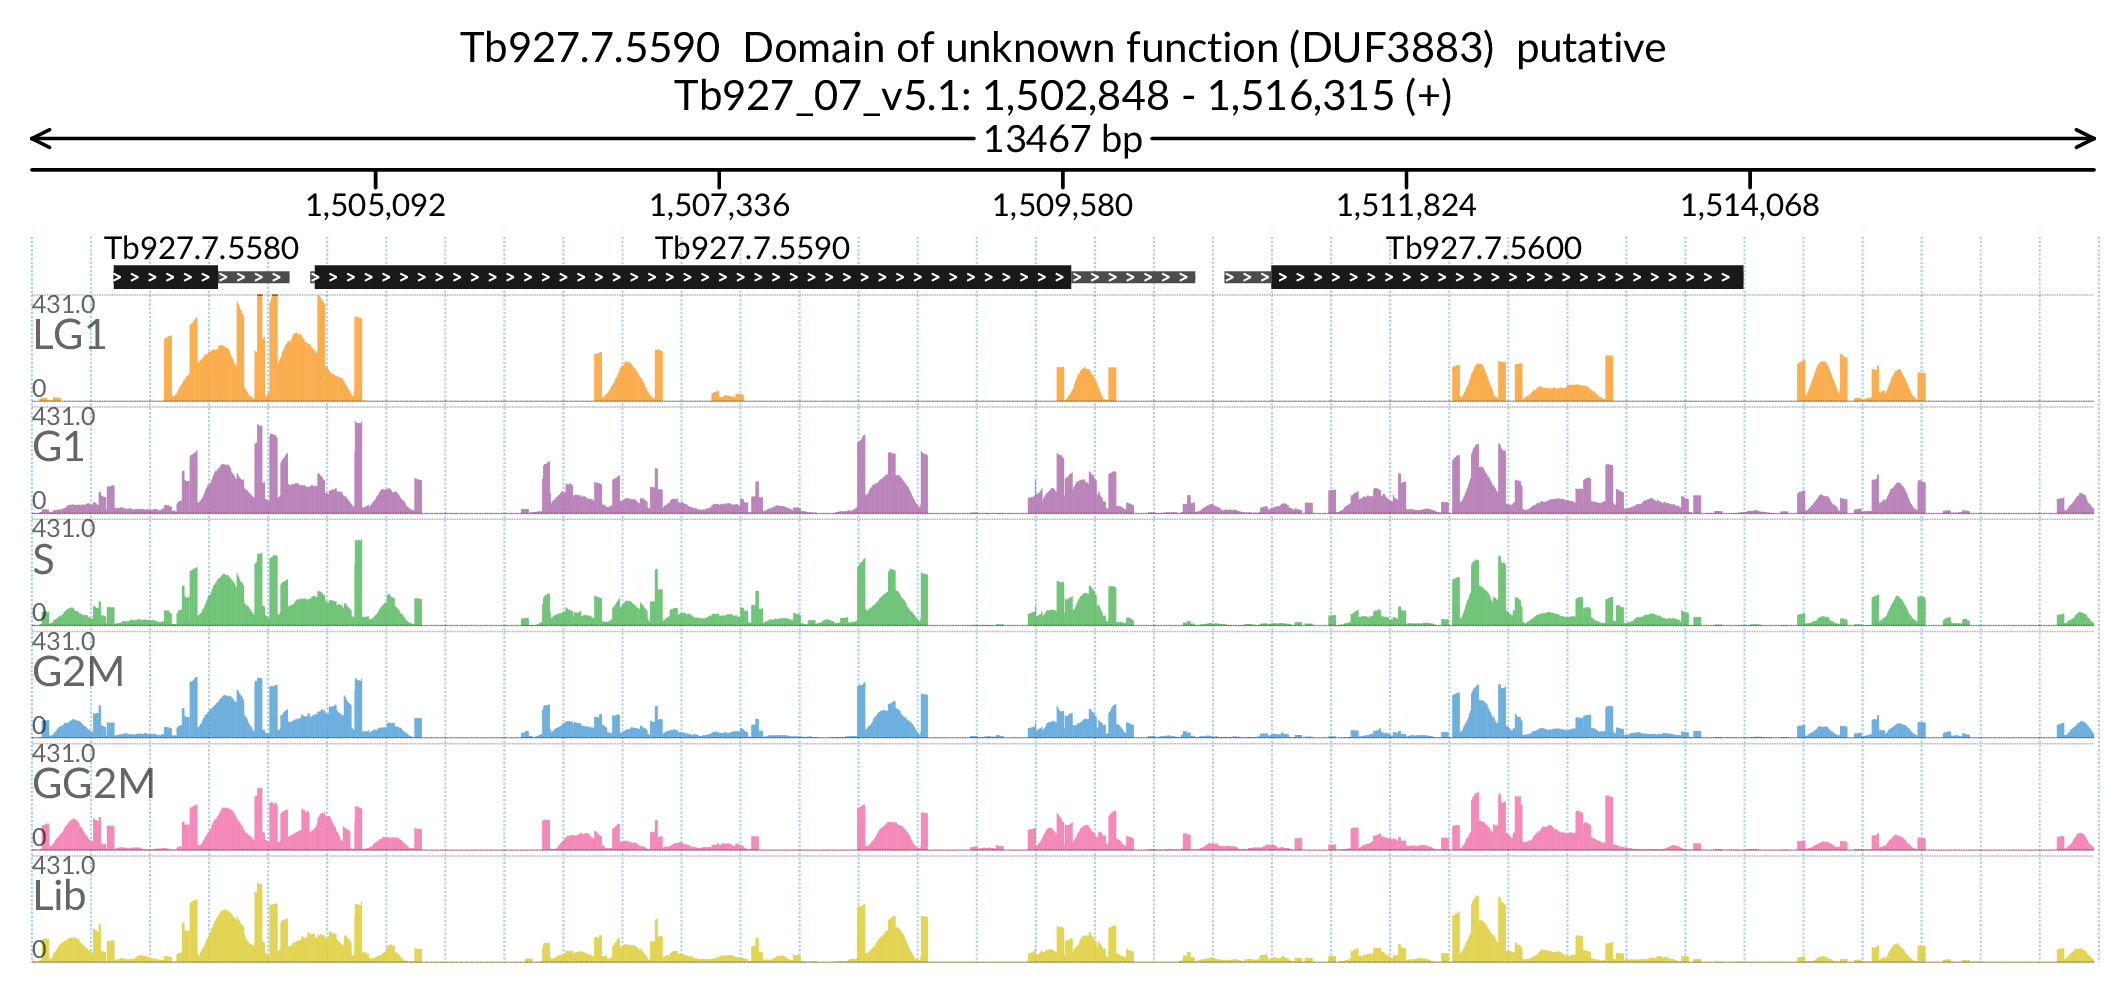 Tb927.7.5590  Domain of unknown function (DUF3883)  putative
Tb927_07_v5.1: 1,502,848 - 1,516,315 (+)
13467 bp
1,505,092 1,507,336 1,509,580 1,511,824 1,514,068
Tb927.7.5580 Tb927.7.5590 Tb927.7.5600
431.0
LG1
0
431.0
G1
0
431.0
S
0
431.0
G2M
0
431.0
GG2M
0
431.0
Lib
0